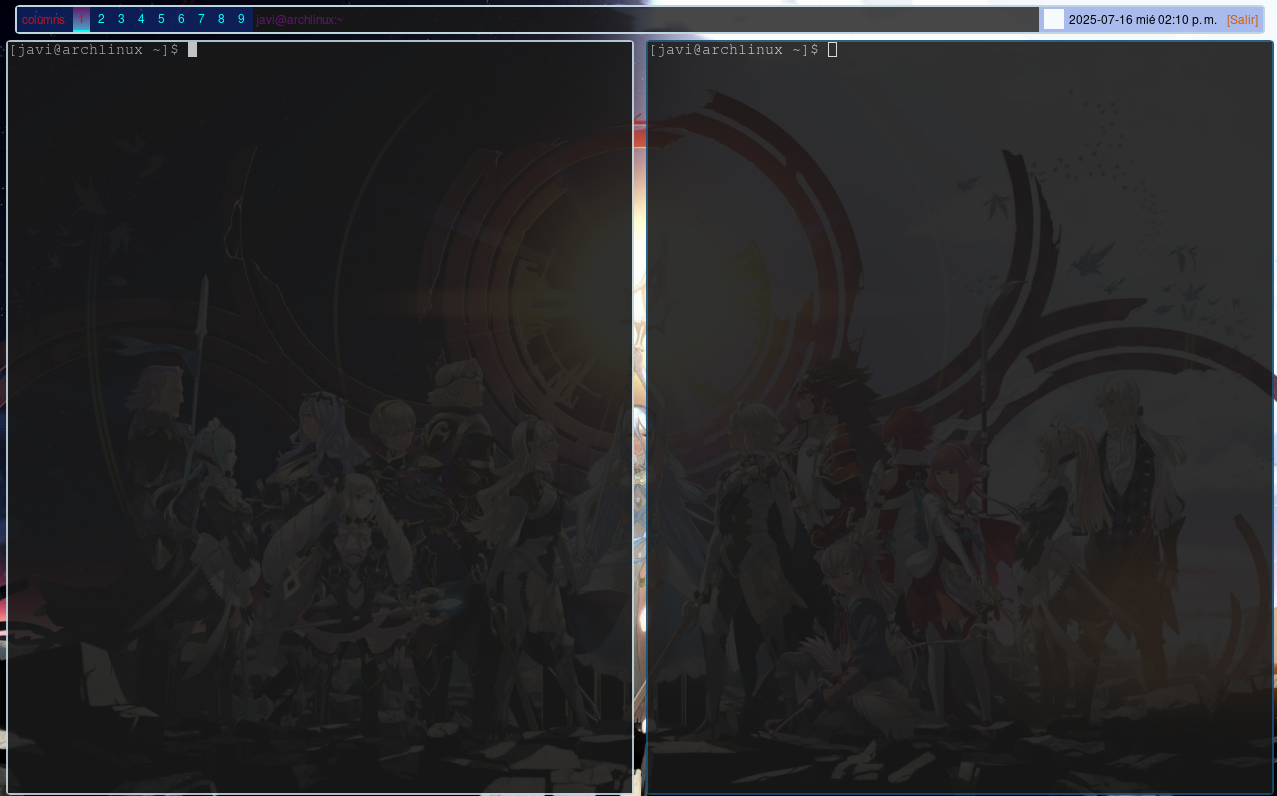 columns 1 2 3 4 5 6 7 8 9 javi@archlinux:~ 2025-07-16 mié 02:10 p. m. [Salir]
[javi@archlinux ~]$
[javi@archlinux ~]$